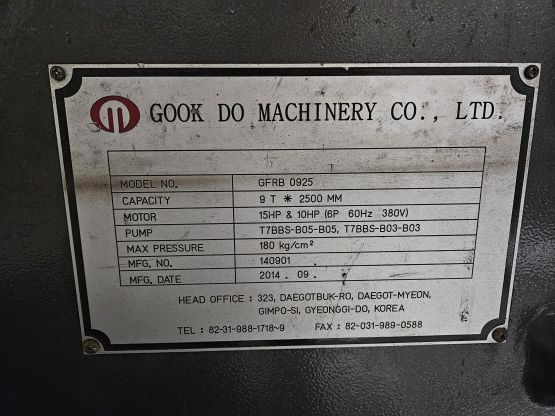 GOOK DO MACHINERY CO., LTD.
MODEL NO. GFRB 0925
CAPACITY 9 T * 2500 MM
MOTOR 15HP & 10HP (6P 60Hz 380V)
PUMP T7BBS-B05-B05, T7BBS-B03-B03
MAX PRESSURE 180 kg/cm²
MFG. NO. 140901
MFG. DATE 2014 . 09 .
HEAD OFFICE : 323, DAEGOTBUK-RO, DAEGOT-MYEON,
GIMPO-SI, GYEONGGI-DO, KOREA
TEL : 82-31-988-1718~9 FAX : 82-031-989-0588